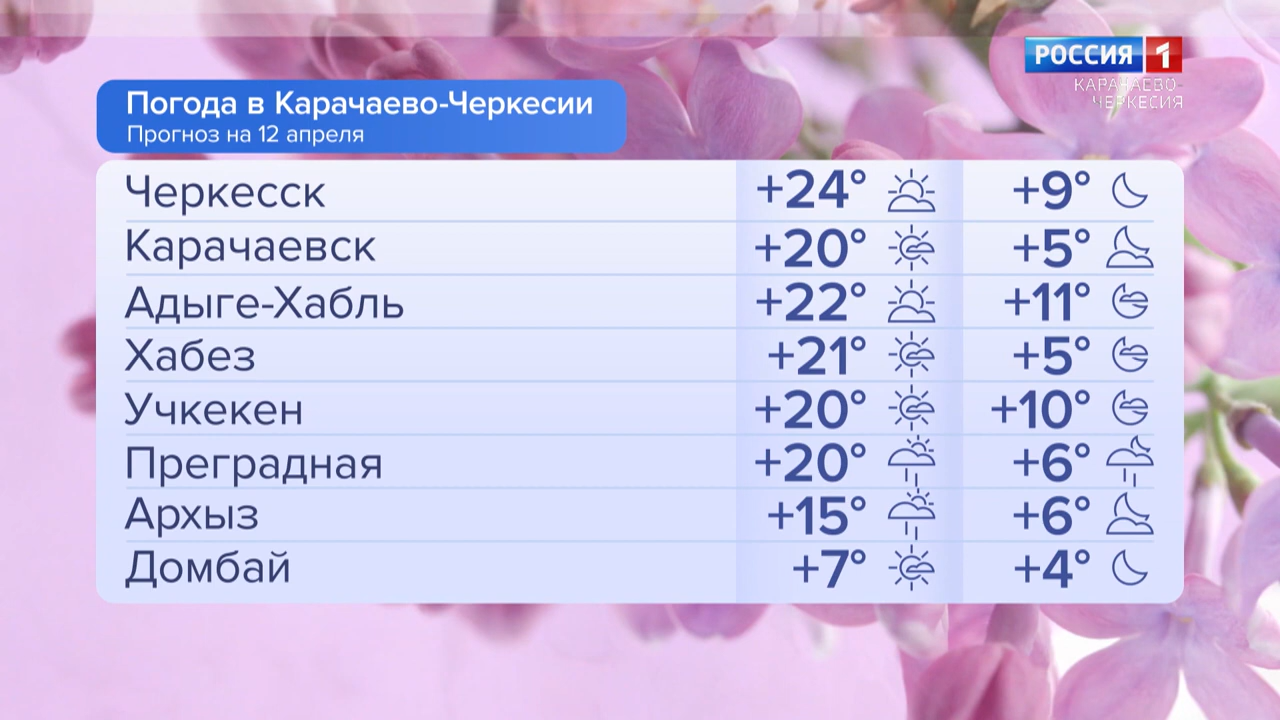 РОССИЯ 1
КАРАЧАЕВО-
ЧЕРКЕСИЯ
Погода в Карачаево-Черкесии
Прогноз на 12 апреля
Черкесск +24° +9°
Карачаевск +20° +5°
Адыге-Хабль +22° +11°
Хабез +21° +5°
Учкекен +20° +10°
Преградная +20° +6°
Архыз +15° +6°
Домбай +7° +4°